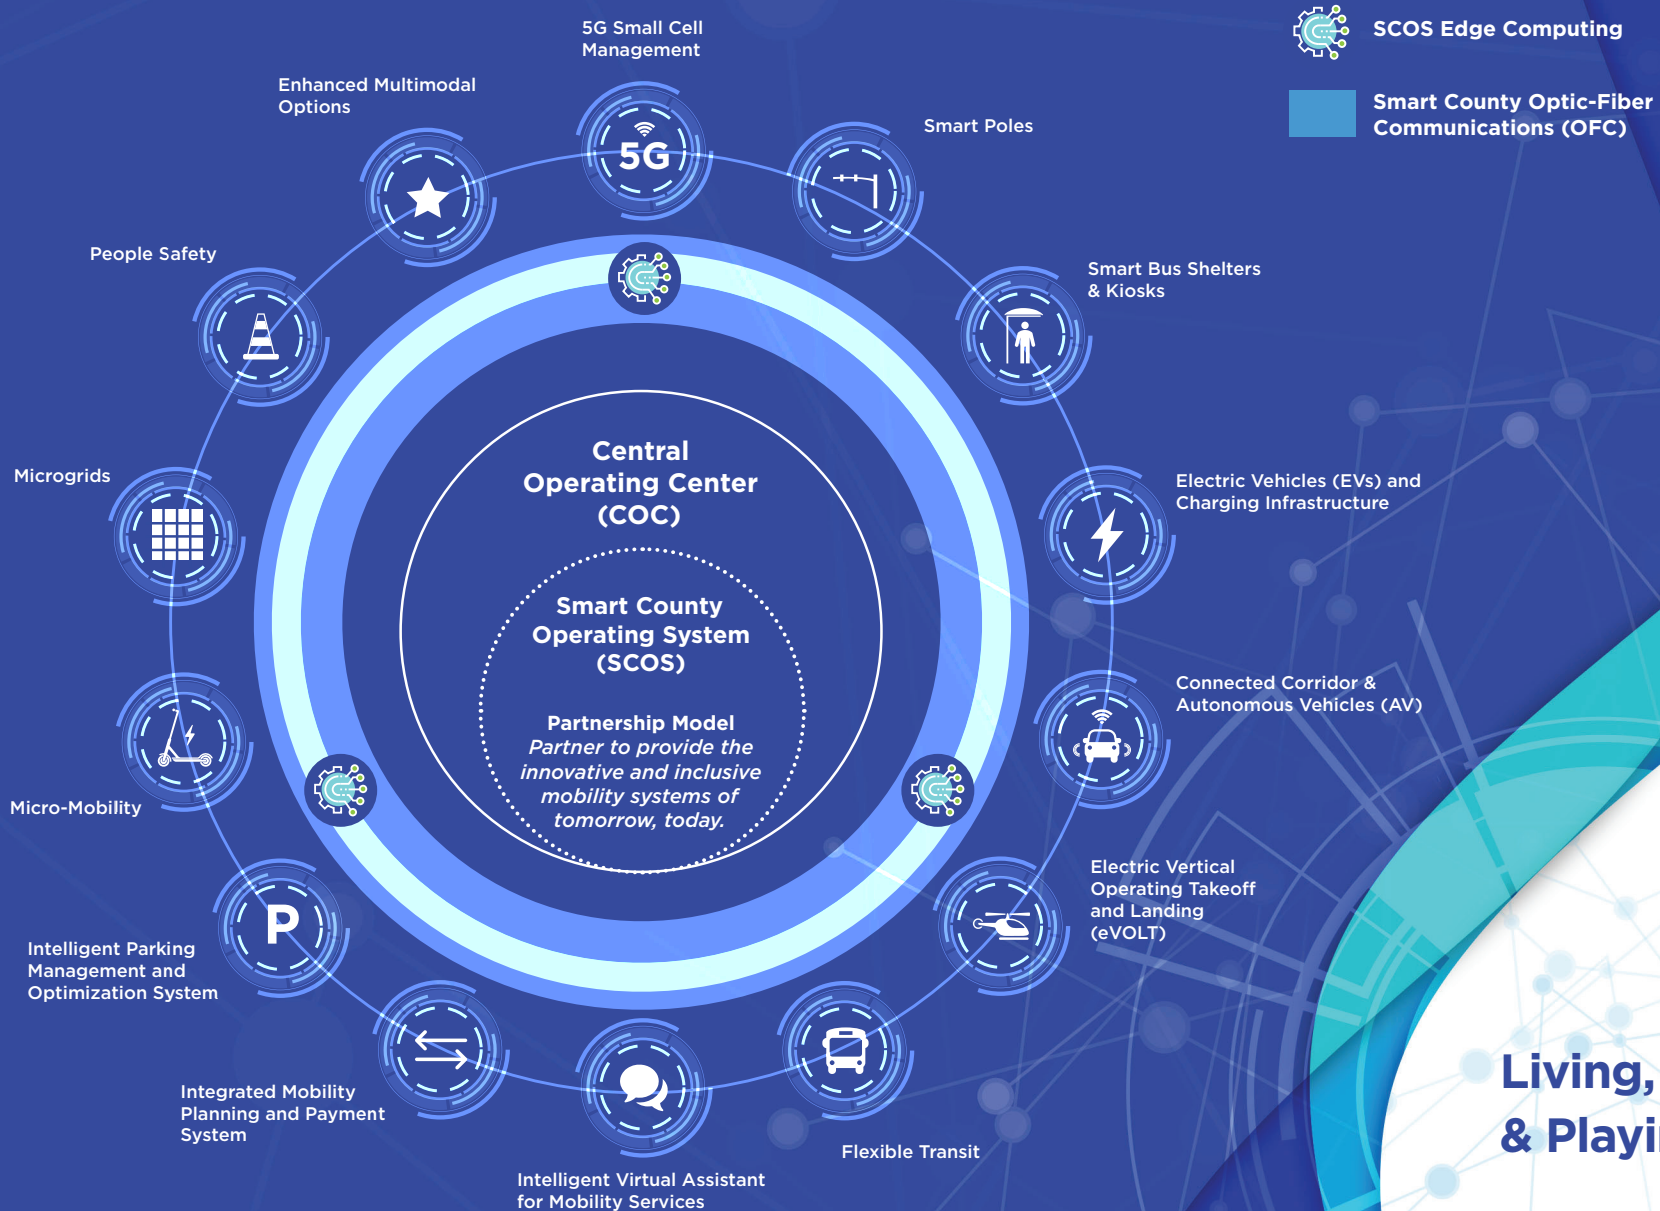 5G Small Cell
Management
SCOS Edge Computing
Smart County Optic-Fiber
Communications (OFC)
Enhanced Multimodal
Options
5G
Smart Poles
People Safety
Smart Bus Shelters
& Kiosks
Microgrids
Electric Vehicles (EVs) and
Charging Infrastructure
Central
Operating Center
(COC)
Smart County
Operating System
(SCOS)
Partnership Model
Partner to provide the
innovative and inclusive
mobility systems of
tomorrow, today.
Connected Corridor &
Autonomous Vehicles (AV)
Micro-Mobility
Electric Vertical
Operating Takeoff
and Landing
(eVOLT)
P
Intelligent Parking
Management and
Optimization System
Integrated Mobility
Planning and Payment
System
Intelligent Virtual Assistant
for Mobility Services
Flexible Transit
Living,
&